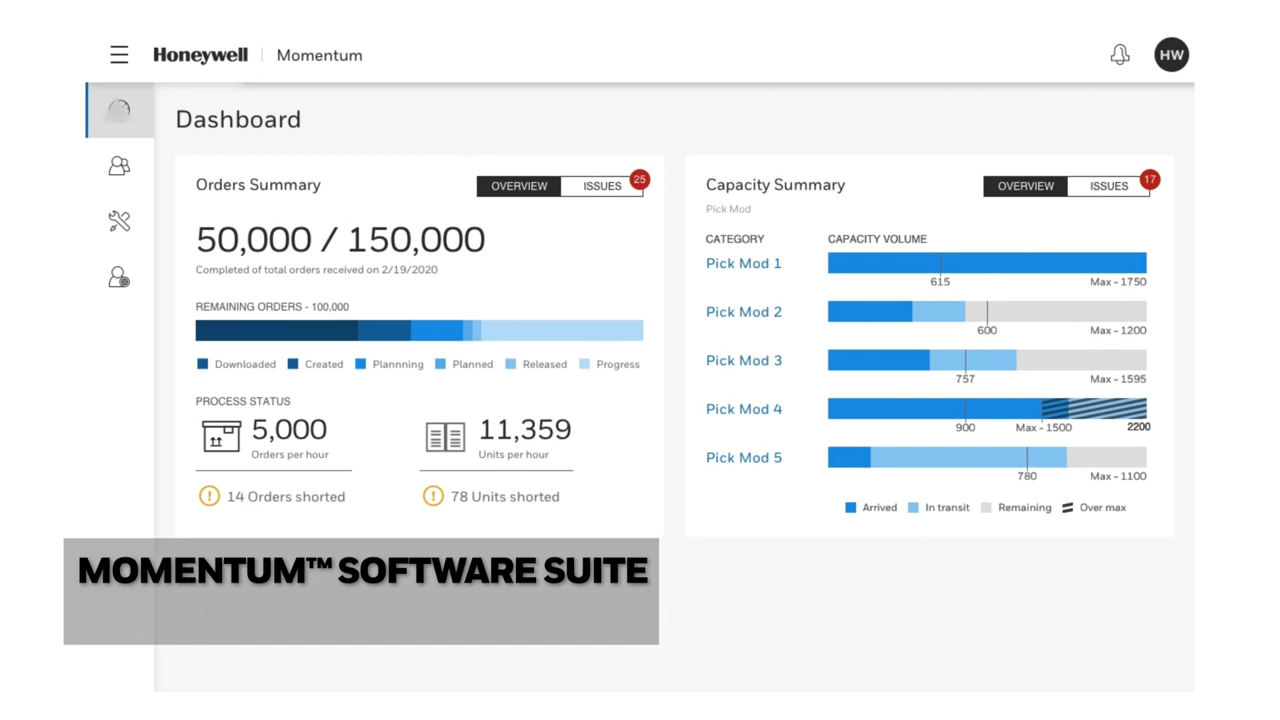 Honeywell | Momentum
HW
Dashboard
Orders Summary
OVERVIEW ISSUES 25
50,000 / 150,000
Completed of total orders received on 2/19/2020
REMAINING ORDERS - 100,000
Downloaded Created Plannning Planned Released Progress
PROCESS STATUS
5,000
Orders per hour
11,359
Units per hour
14 Orders shorted
78 Units shorted
Capacity Summary
OVERVIEW ISSUES 17
Pick Mod
CATEGORY CAPACITY VOLUME
Pick Mod 1
615 Max - 1750
Pick Mod 2
600 Max - 1200
Pick Mod 3
757 Max - 1595
Pick Mod 4
900 Max - 1500 2200
Pick Mod 5
780 Max - 1100
Arrived In transit Remaining Over max
MOMENTUM™ SOFTWARE SUITE